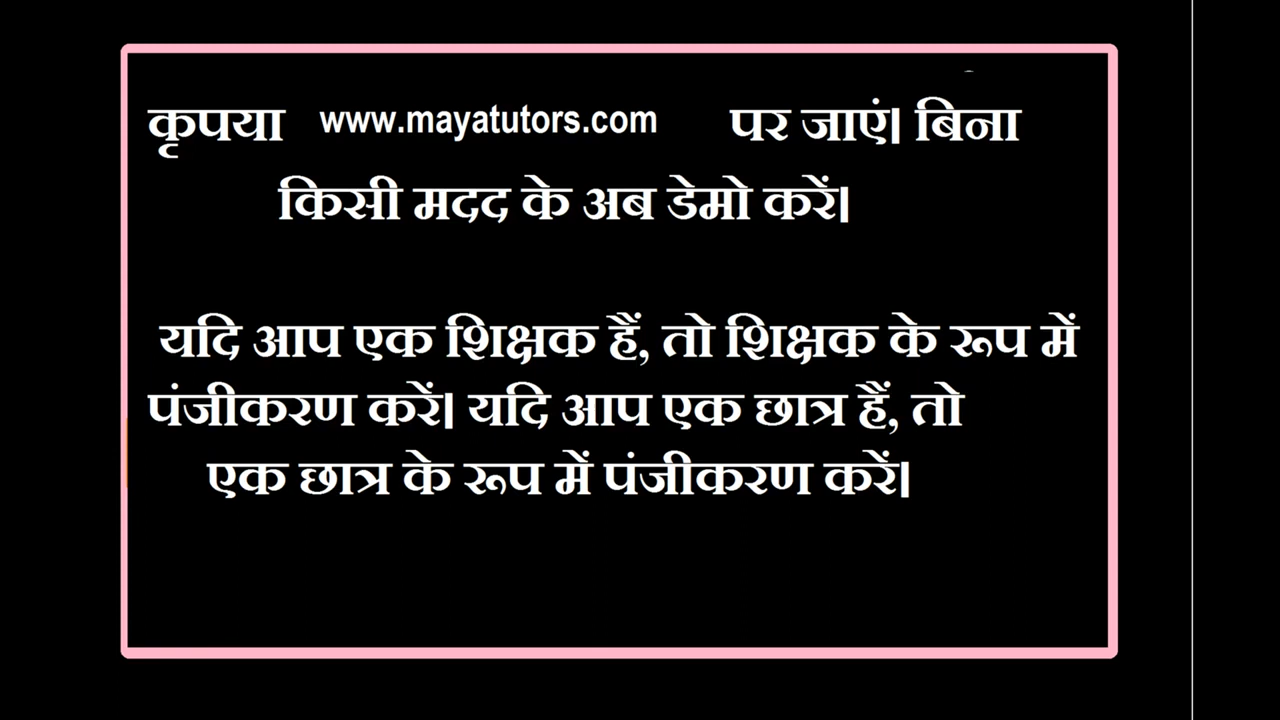 कृपया www.mayatutors.com पर जाएं। बिना
किसी मदद के अब डेमो करें।
यदि आप एक शिक्षक हैं, तो शिक्षक के रूप में
पंजीकरण करें। यदि आप एक छात्र हैं, तो
एक छात्र के रूप में पंजीकरण करें।